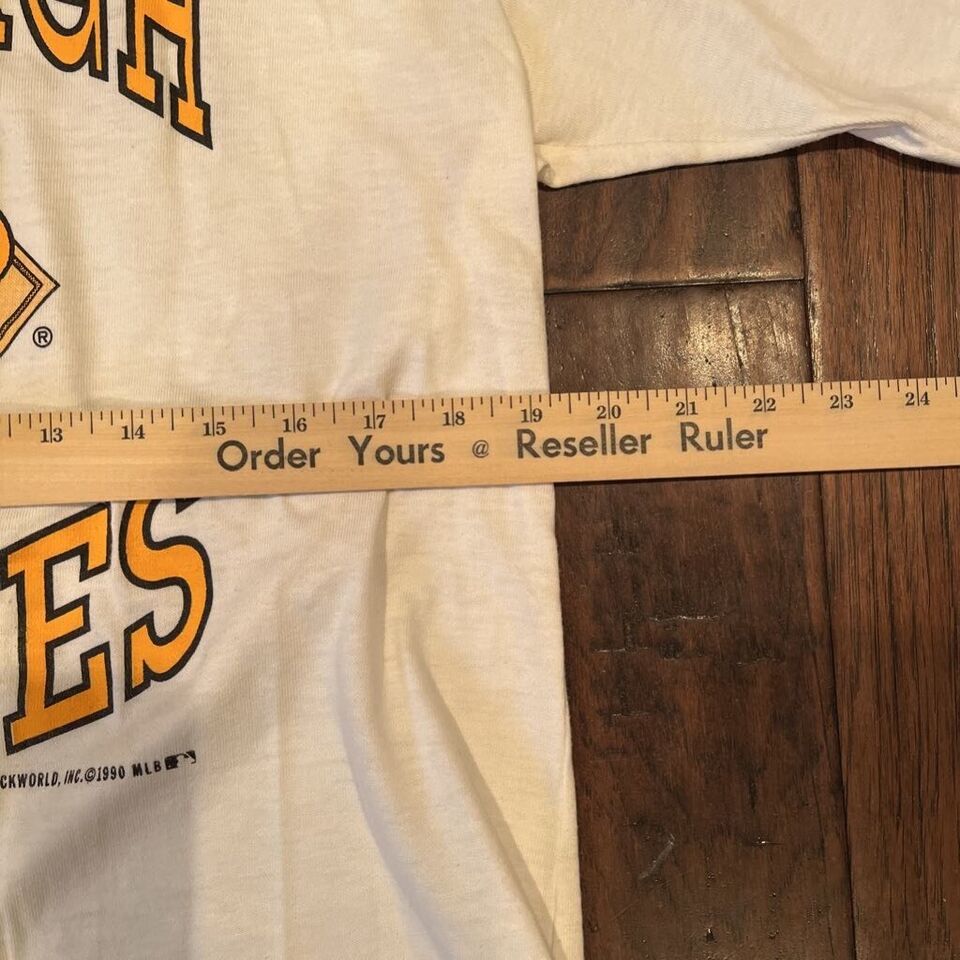 GH
®
13 14 15 16 17 18 19 20 21 22 23 24
Order Yours @ Reseller Ruler
ES
CKWORLD, INC.©1990 MLB